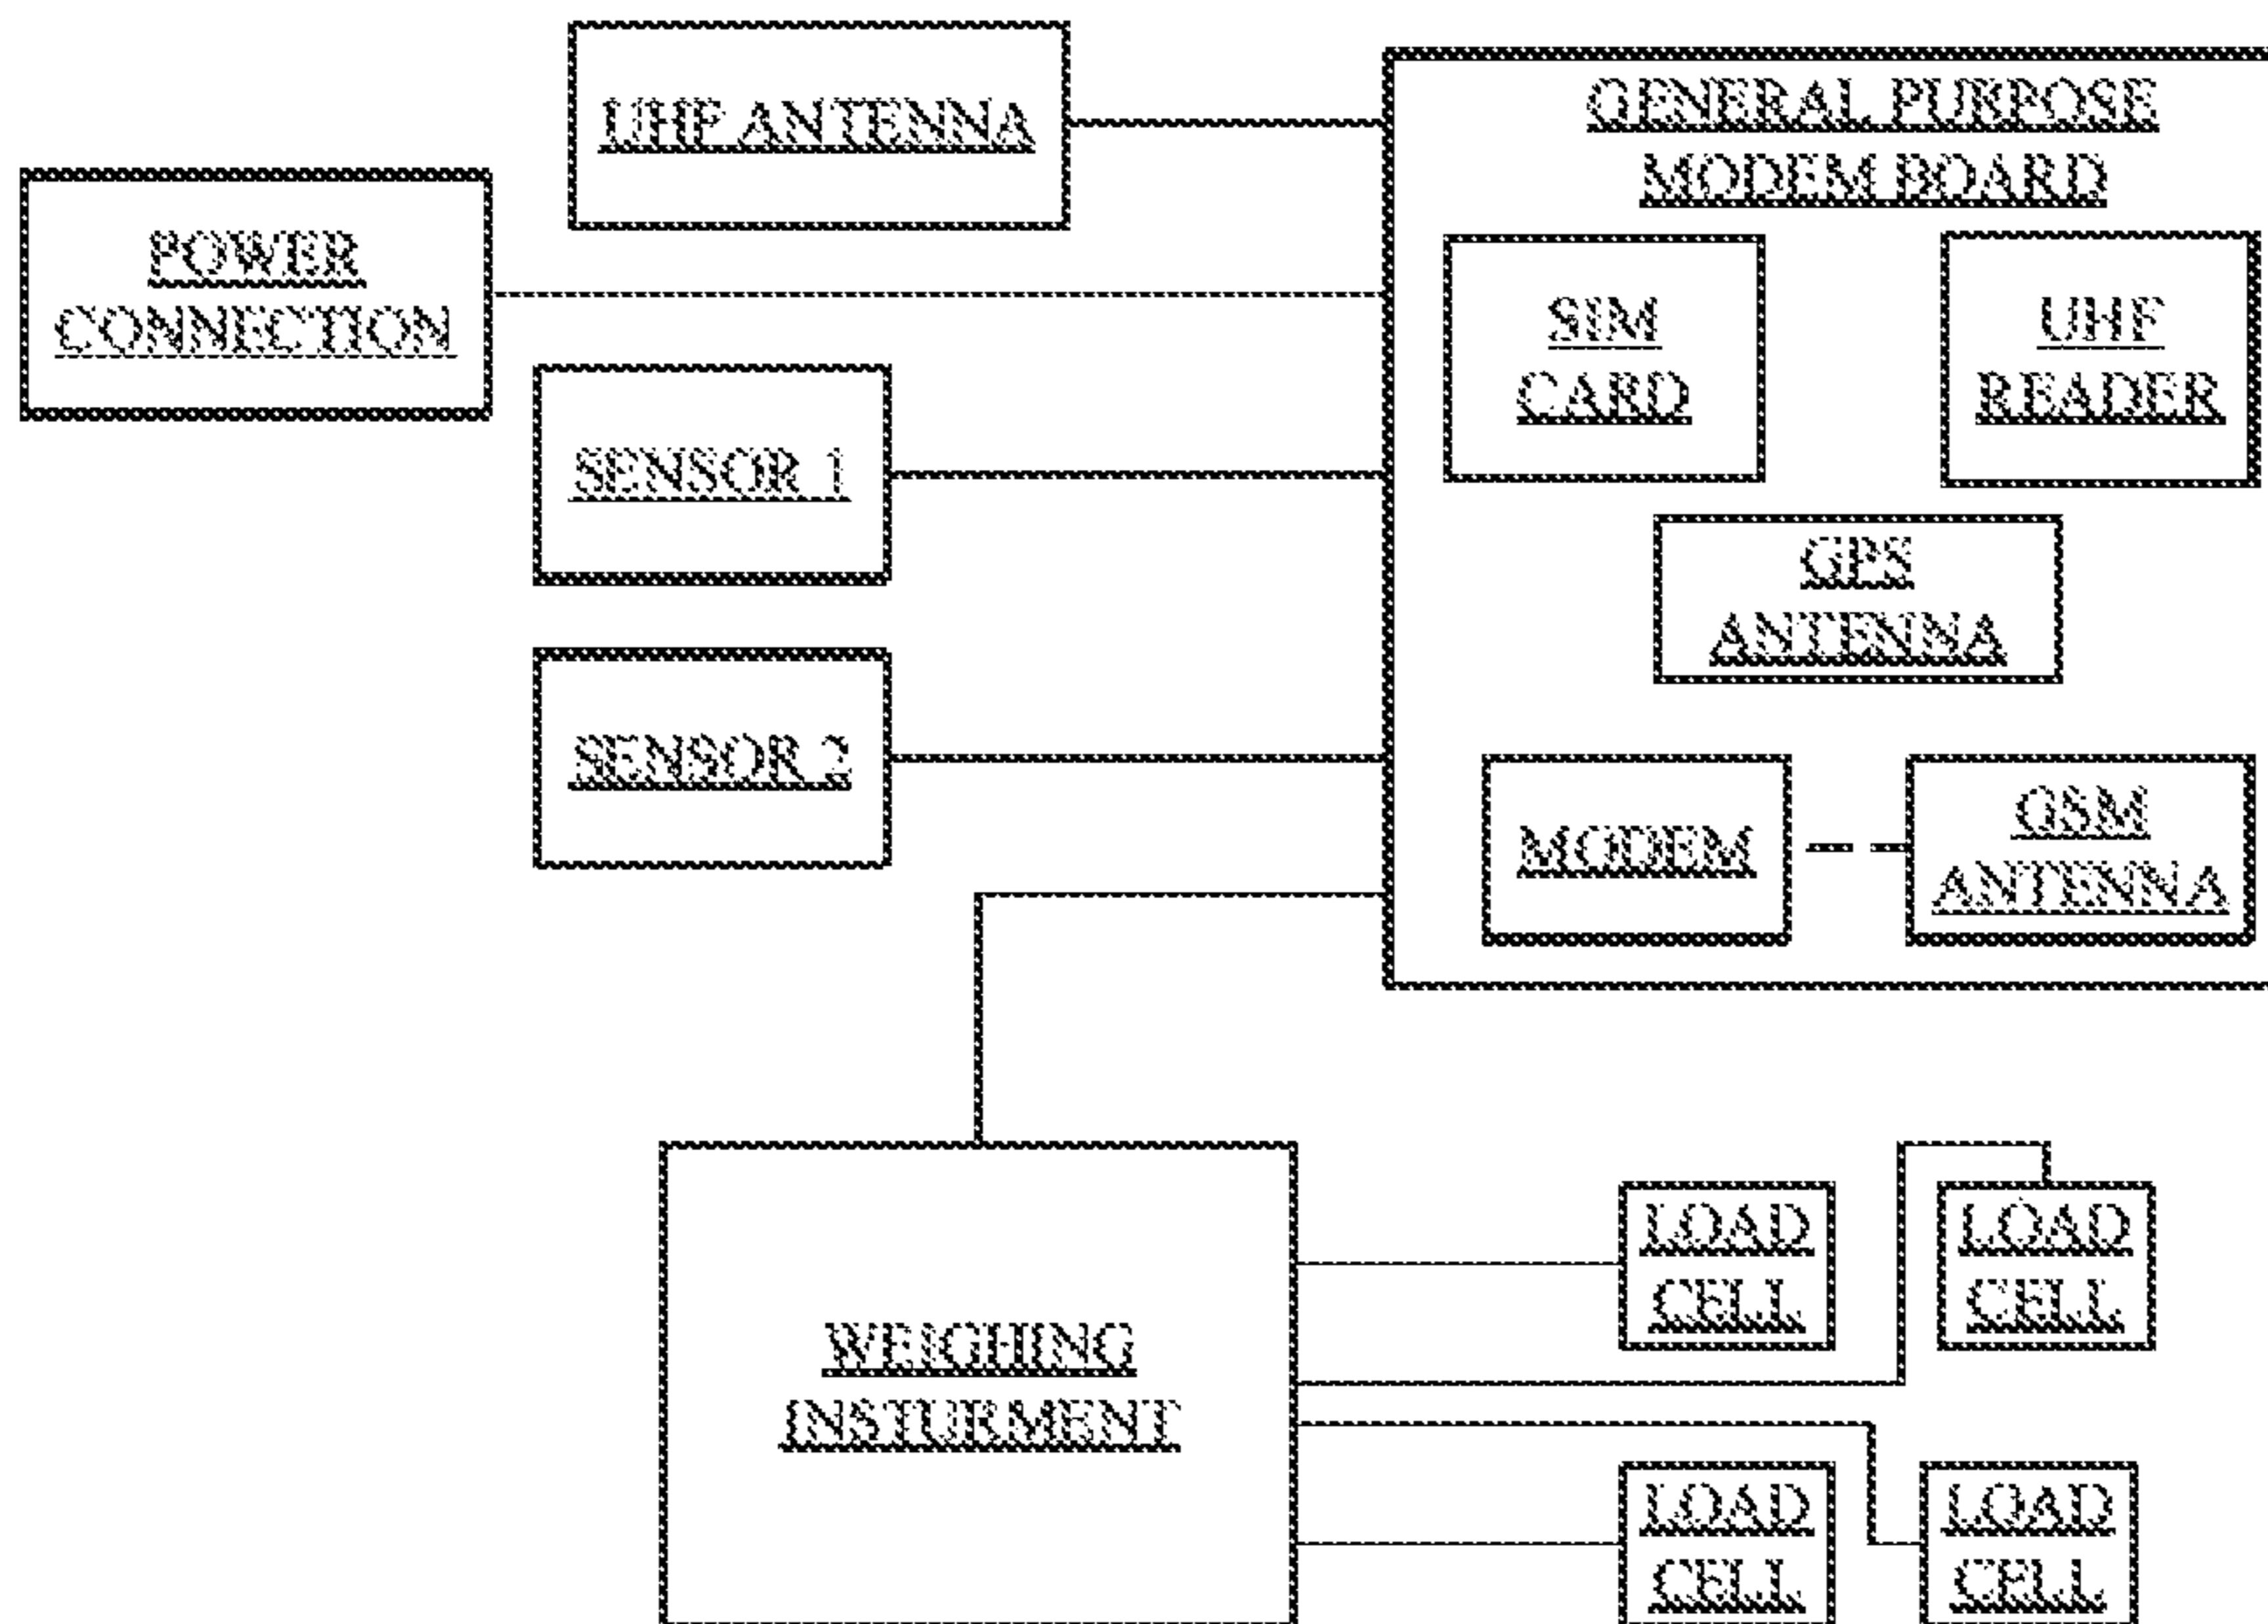 UHF ANTENNA
GENERAL PURPOSE
MODEM BOARD
POWER
CONNECTION
SIM
CARD
UHF
READER
SENSOR 1
GPS
ANTENNA
SENSOR 2
MODEM
GSM
ANTENNA
WEIGHING
INSTURMENT
LOAD
CELL
LOAD
CELL
LOAD
CELL
LOAD
CELL